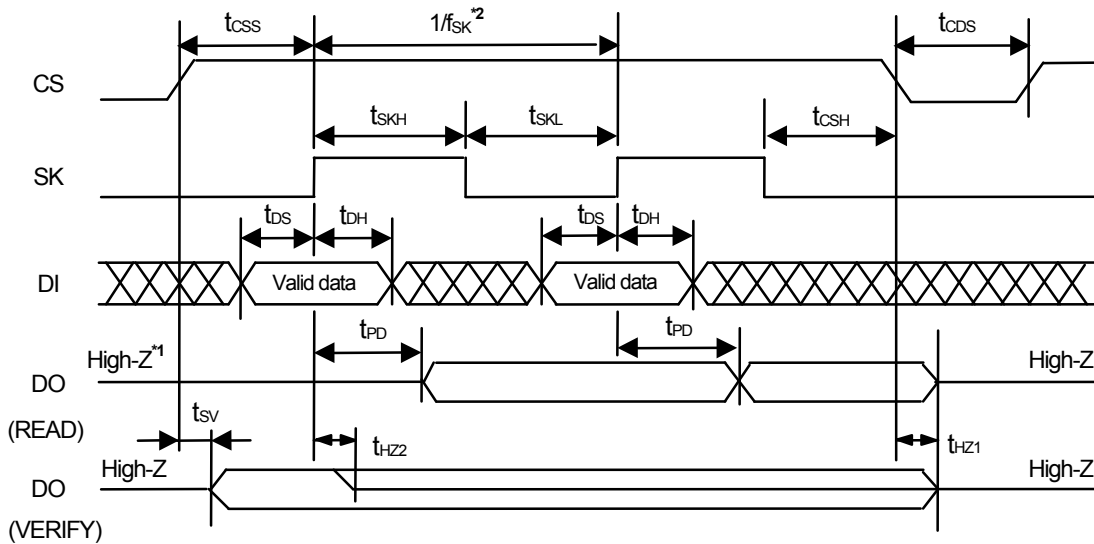 tCSS 1/fSK*2 tCDS
CS
tSKH tSKL tCSH
SK
tDS tDH tDS tDH
DI Valid data Valid data
tPD tPD
High-Z*1 High-Z
DO
(READ)
tSV tHZ2 tHZ1
High-Z High-Z
DO
(VERIFY)